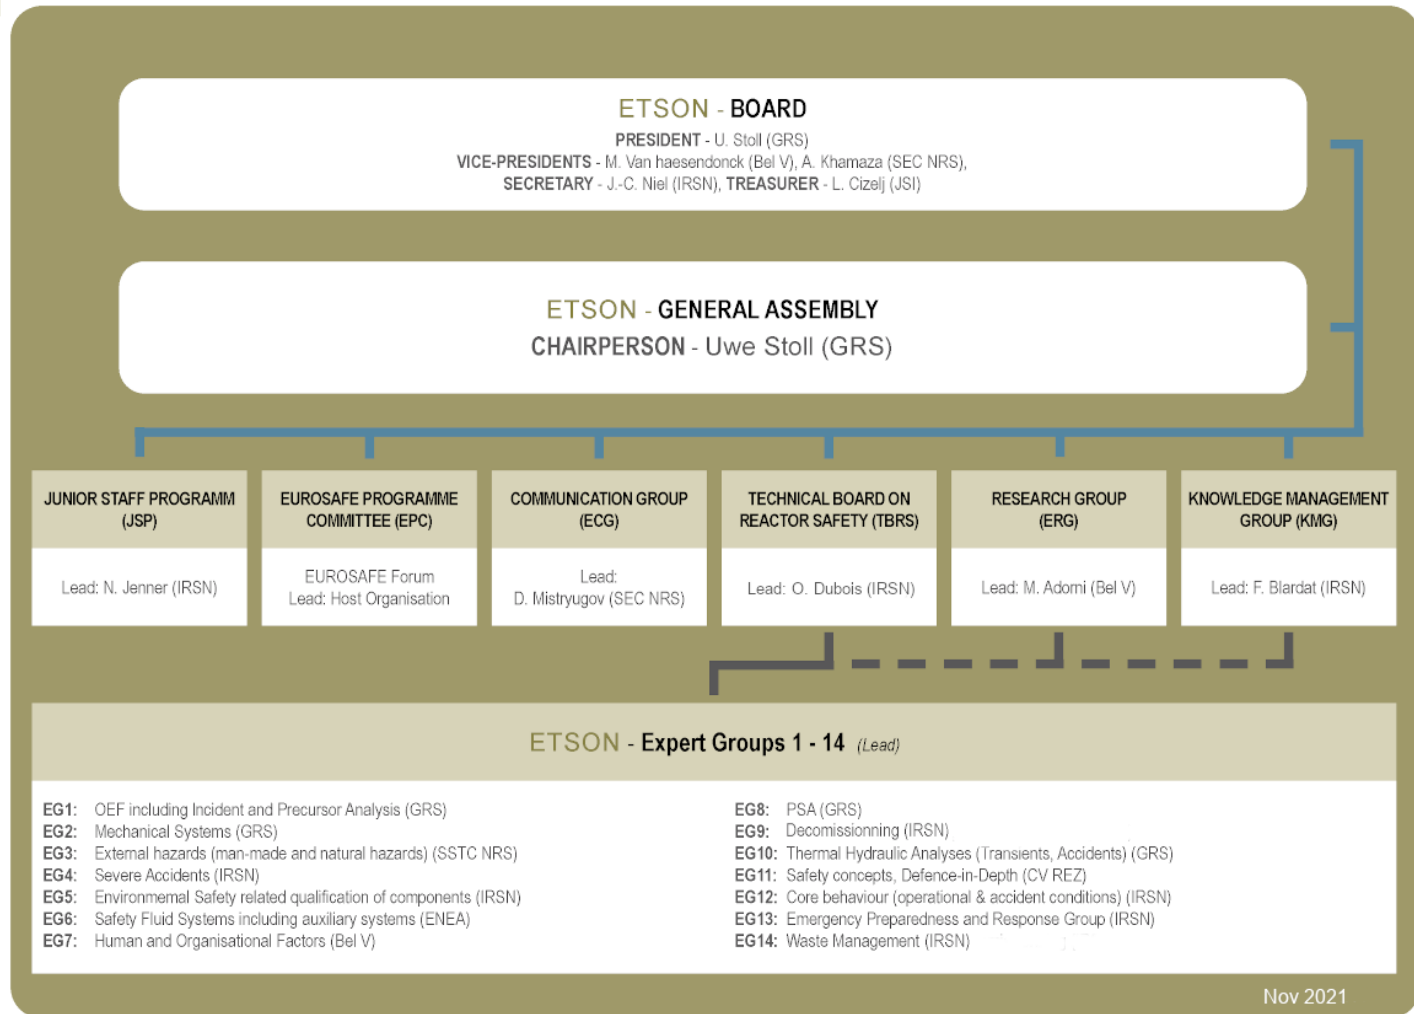 ETSON - BOARD
PRESIDENT - U. Stoll (GRS)
VICE-PRESIDENTS - M. Van haesendonck (Bel V), A. Khamaza (SEC NRS),
SECRETARY - J.-C. Niel (IRSN), TREASURER - L. Cizelj (JSI)
ETSON - GENERAL ASSEMBLY
CHAIRPERSON - Uwe Stoll (GRS)
JUNIOR STAFF PROGRAMM
(JSP)
Lead: N. Jenner (IRSN)
EUROSAFE PROGRAMME
COMMITTEE (EPC)
EUROSAFE Forum
Lead: Host Organisation
COMMUNICATION GROUP
(ECG)
Lead:
D. Mistryugov (SEC NRS)
TECHNICAL BOARD ON
REACTOR SAFETY (TBRS)
Lead: O. Dubois (IRSN)
RESEARCH GROUP
(ERG)
Lead: M. Adorni (Bel V)
KNOWLEDGE MANAGEMENT
GROUP (KMG)
Lead: F. Blardat (IRSN)
ETSON - Expert Groups 1 - 14 (Lead)
EG1: OEF including Incident and Precursor Analysis (GRS)
EG2: Mechanical Systems (GRS)
EG3: External hazards (man-made and natural hazards) (SSTC NRS)
EG4: Severe Accidents (IRSN)
EG5: Environmemal Safety related qualification of components (IRSN)
EG6: Safety Fluid Systems including auxiliary systems (ENEA)
EG7: Human and Organisational Factors (Bel V)
EG8: PSA (GRS)
EG9: Decomissionning (IRSN)
EG10: Thermal Hydraulic Analyses (Transients, Accidents) (GRS)
EG11: Safety concepts, Defence-in-Depth (CV REZ)
EG12: Core behaviour (operational & accident conditions) (IRSN)
EG13: Emergency Preparedness and Response Group (IRSN)
EG14: Waste Management (IRSN)
Nov 2021